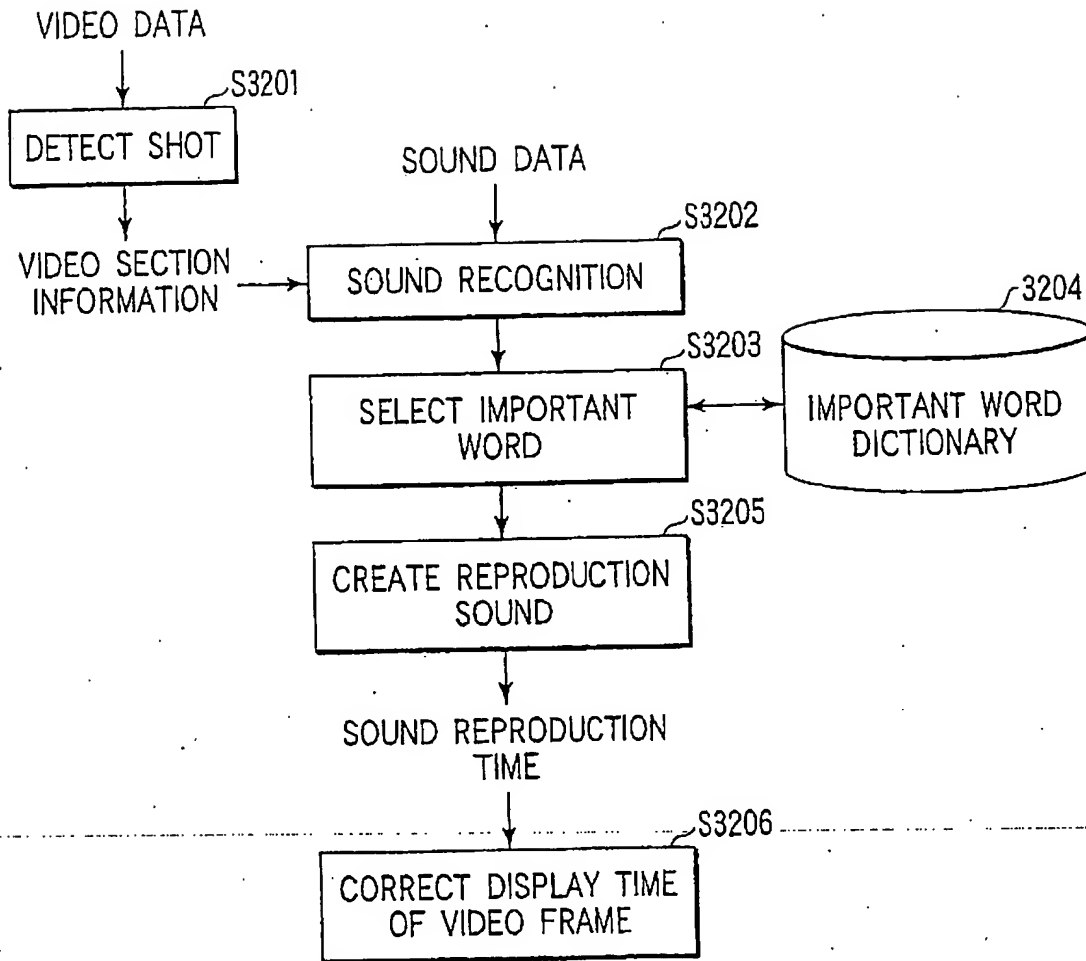 VIDEO DATA
S3201
DETECT SHOT
VIDEO SECTION
INFORMATION
SOUND DATA
S3202
SOUND RECOGNITION
S3203
SELECT IMPORTANT
WORD
3204
IMPORTANT WORD
DICTIONARY
S3205
CREATE REPRODUCTION
SOUND
SOUND REPRODUCTION
TIME
S3206
CORRECT DISPLAY TIME
OF VIDEO FRAME